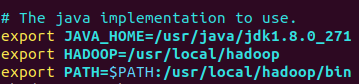 # The java implementation to use.
export JAVA_HOME=/usr/java/jdk1.8.0_271
export HADOOP=/usr/local/hadoop
export PATH=$PATH:/usr/local/hadoop/bin